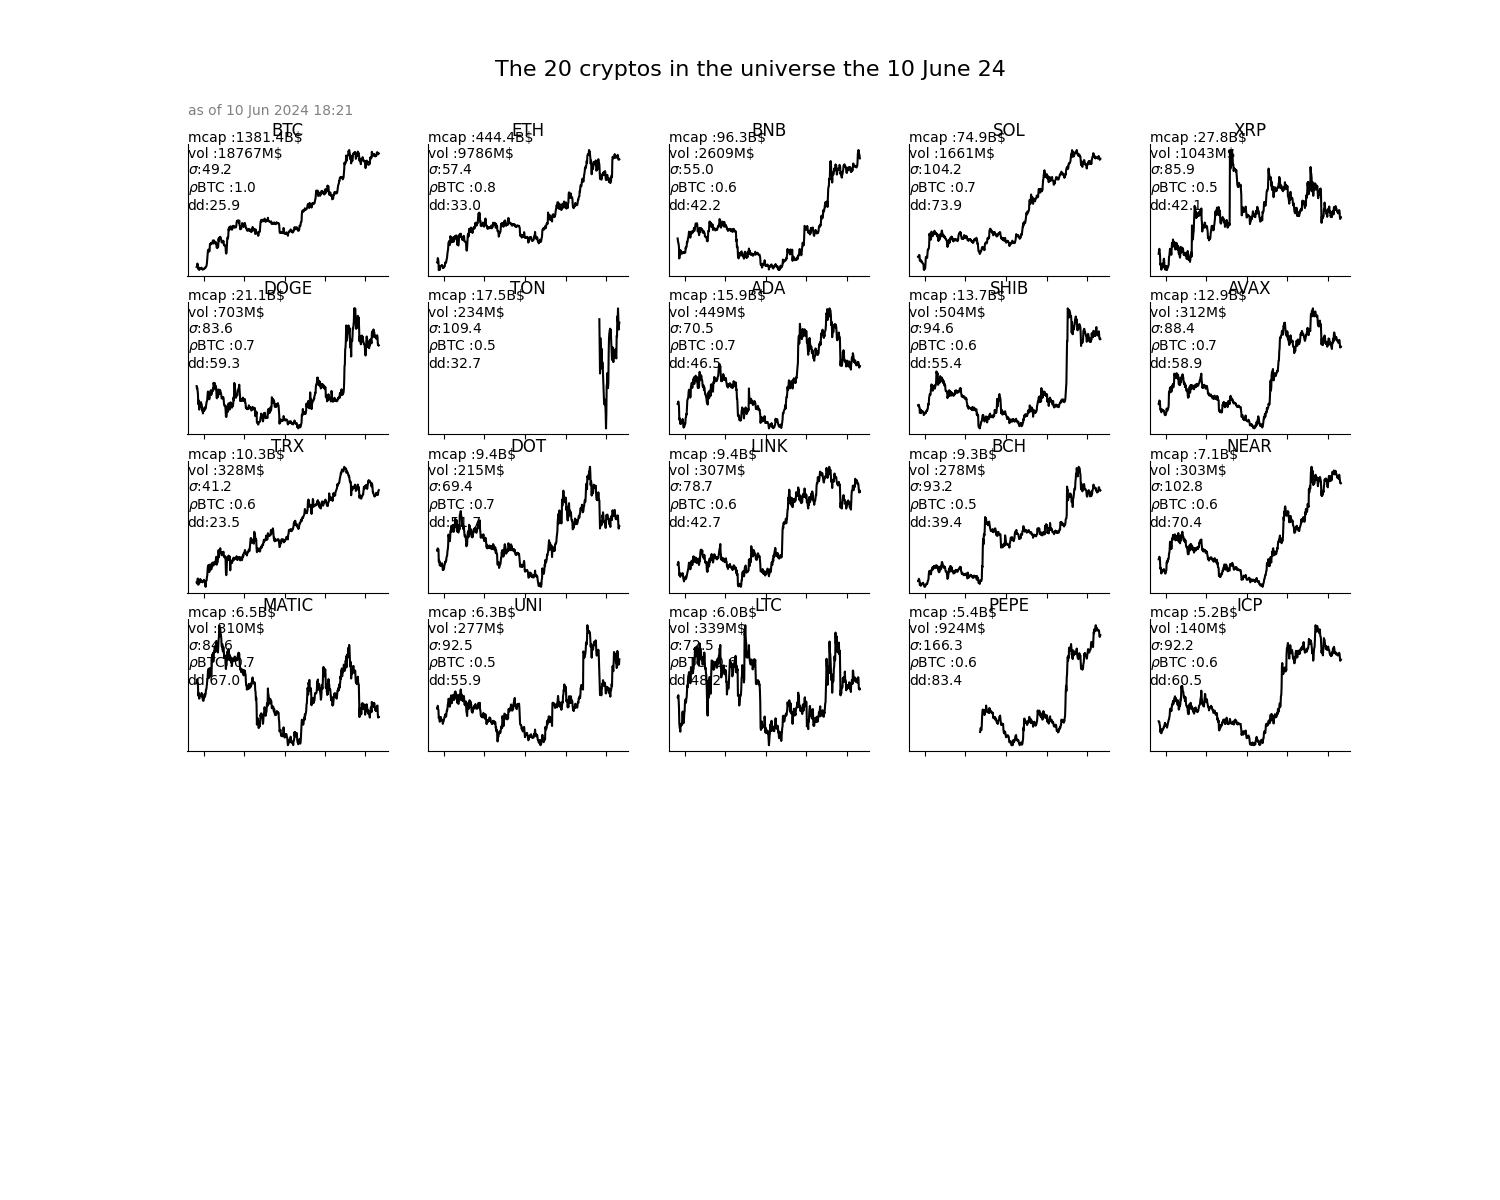 The 20 cryptos in the universe the 10 June 24
as of 10 Jun 2024 18:21
BTC
mcap :1381.4B$
vol :18767M$
σ:49.2
ρBTC :1.0
dd:25.9
ETH
mcap :444.4B$
vol :9786M$
σ:57.4
ρBTC :0.8
dd:33.0
BNB
mcap :96.3B$
vol :2609M$
σ:55.0
ρBTC :0.6
dd:42.2
SOL
mcap :74.9B$
vol :1661M$
σ:104.2
ρBTC :0.7
dd:73.9
XRP
mcap :27.8B$
vol :1043M$
σ:85.9
ρBTC :0.5
dd:42.1
DOGE
mcap :21.1B$
vol :703M$
σ:83.6
ρBTC :0.7
dd:59.3
TON
mcap :17.5B$
vol :234M$
σ:109.4
ρBTC :0.5
dd:32.7
ADA
mcap :15.9B$
vol :449M$
σ:70.5
ρBTC :0.7
dd:46.5
SHIB
mcap :13.7B$
vol :504M$
σ:94.6
ρBTC :0.6
dd:55.4
AVAX
mcap :12.9B$
vol :312M$
σ:88.4
ρBTC :0.7
dd:58.9
TRX
mcap :10.3B$
vol :328M$
σ:41.2
ρBTC :0.6
dd:23.5
DOT
mcap :9.4B$
vol :215M$
σ:69.4
ρBTC :0.7
LINK
mcap :9.4B$
vol :307M$
σ:78.7
ρBTC :0.6
dd:42.7
BCH
mcap :9.3B$
vol :278M$
σ:93.2
ρBTC :0.5
dd:39.4
NEAR
mcap :7.1B$
vol :303M$
σ:102.8
ρBTC :0.6
dd:70.4
MATIC
mcap :6.5B$
vol :310M$
σ:84.6
ρBTC :0.7
dd:67.0
UNI
mcap :6.3B$
vol :277M$
σ:92.5
ρBTC :0.5
dd:55.9
LTC
mcap :6.0B$
vol :339M$
σ:72.5
dd:48.2
PEPE
mcap :5.4B$
vol :924M$
σ:166.3
ρBTC :0.6
dd:83.4
ICP
mcap :5.2B$
vol :140M$
σ:92.2
ρBTC :0.6
dd:60.5